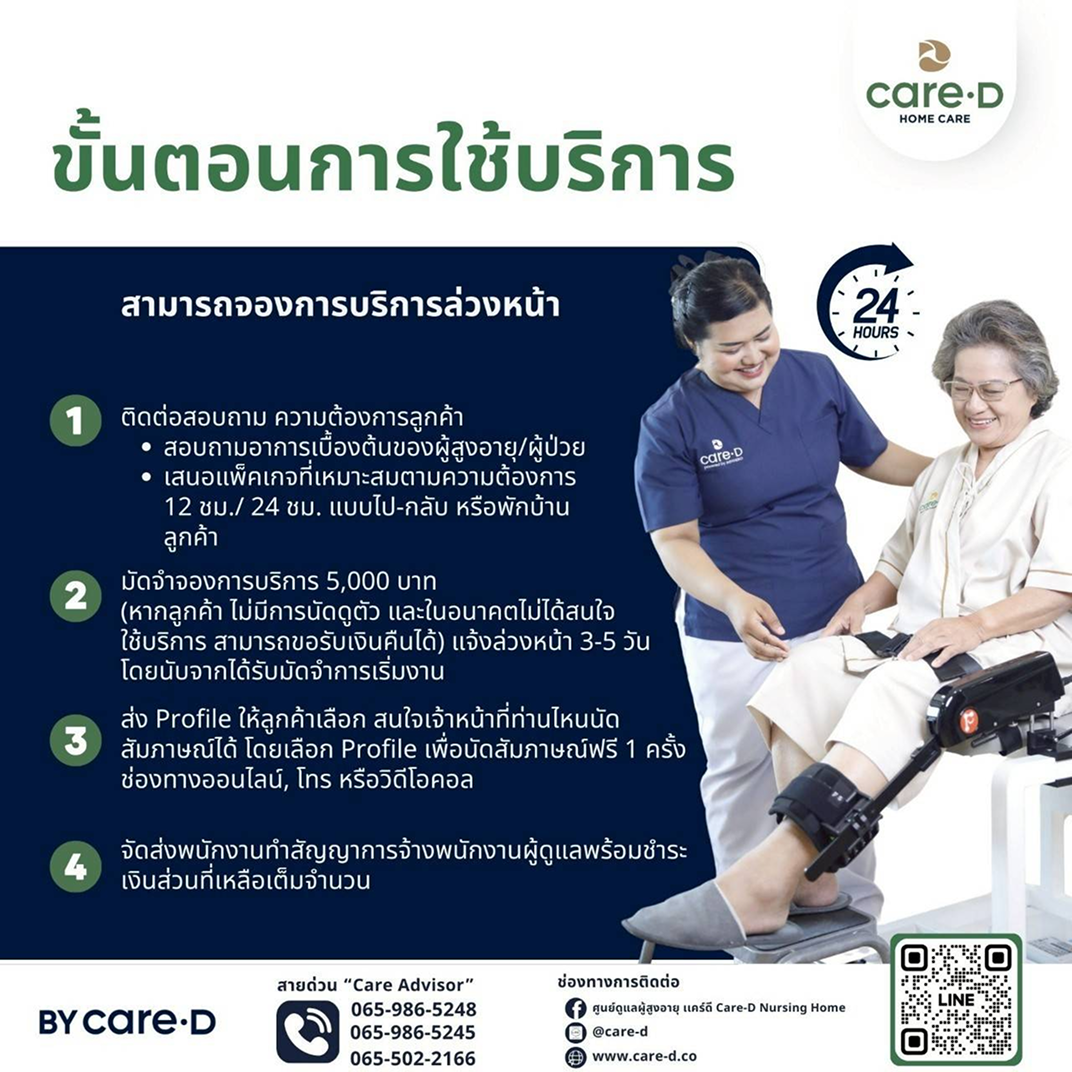 care•D
HOME CARE
ขั้นตอนการใช้บริการ
สามารถจองการบริการล่วงหน้า
24
HOURS
1
ติดต่อสอบถาม ความต้องการลูกค้า
• สอบถามอาการเบื้องต้นของผู้สูงอายุ/ผู้ป่วย
• เสนอแพ็คเกจที่เหมาะสมตามความต้องการ
12 ชม./ 24 ชม. แบบไป-กลับ หรือพักบ้าน
ลูกค้า
care•D
2
มัดจำจองการบริการ 5,000 บาท
(หากลูกค้า ไม่มีการนัดดูตัว และในอนาคตไม่ได้สนใจ
ใช้บริการ สามารถขอรับเงินคืนได้) แจ้งล่วงหน้า 3-5 วัน
โดยนับจากได้รับมัดจำการเริ่มงาน
3
ส่ง Profile ให้ลูกค้าเลือก สนใจเจ้าหน้าที่ท่านไหนนัด
สัมภาษณ์ได้ โดยเลือก Profile เพื่อนัดสัมภาษณ์ฟรี 1 ครั้ง
ช่องทางออนไลน์, โทร หรือวิดีโอคอล
4
จัดส่งพนักงานทำสัญญาการจ้างพนักงานผู้ดูแลพร้อมชำระ
เงินส่วนที่เหลือเต็มจำนวน
BY care•D
สายด่วน “Care Advisor”
065-986-5248
065-986-5245
065-502-2166
ช่องทางการติดต่อ
ศูนย์ดูแลผู้สูงอายุ แคร์ดี Care-D Nursing Home
@care-d
www.care-d.co
LINE